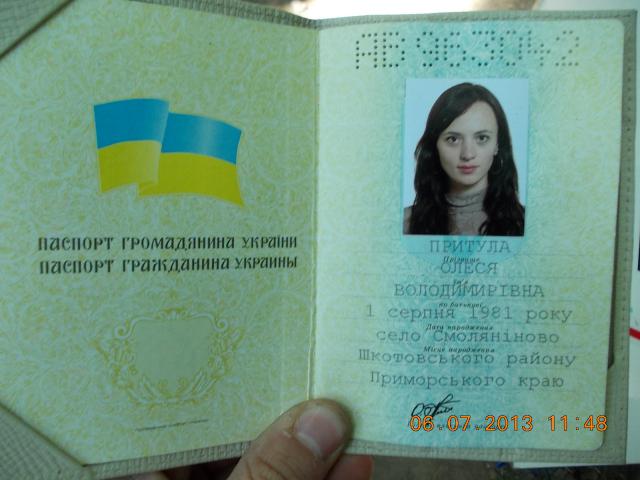 ПАСПОРТ ГРОМАДЯНИНА УКРАЇНИ
ПАСПОРТ ГРАЖДАНИНА УКРАИНЫ
АВ 963042
ПРИТУЛА
Прізвище
ОЛЕСЯ
ВОЛОДИМИРІВНА
по батькові
1 серпня 1981 року
Дата народження
село Смоляніново
Місце народження
Шкотовського району
Приморського краю
06.07.2013 11:48